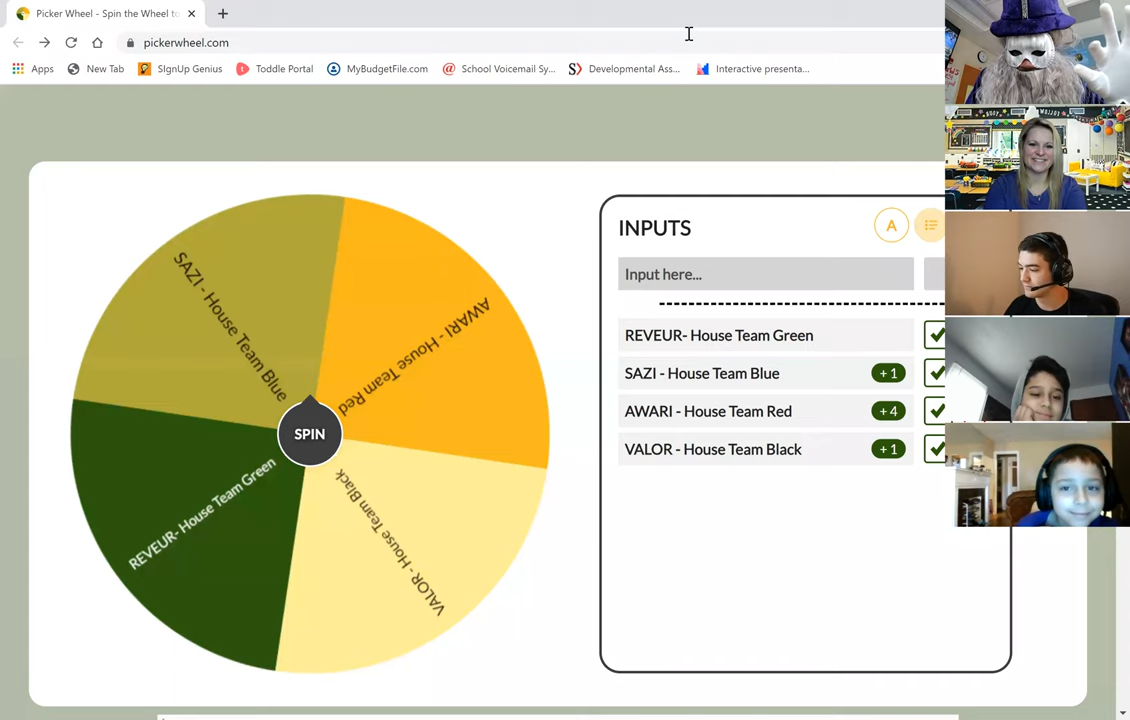 Picker Wheel - Spin the Wheel to
pickerwheel.com
Apps
New Tab
SIgnUp Genius
Toddle Portal
MyBudgetFile.com
School Voicemail Sy...
Developmental Ass...
Interactive presenta...
SAZI - House Team Blue
AWARI - House Team Red
REVEUR- House Team Green
VALOR - House Team Black
SPIN
INPUTS
A
Input here...
REVEUR- House Team Green
SAZI - House Team Blue +1
AWARI - House Team Red +4
VALOR - House Team Black +1